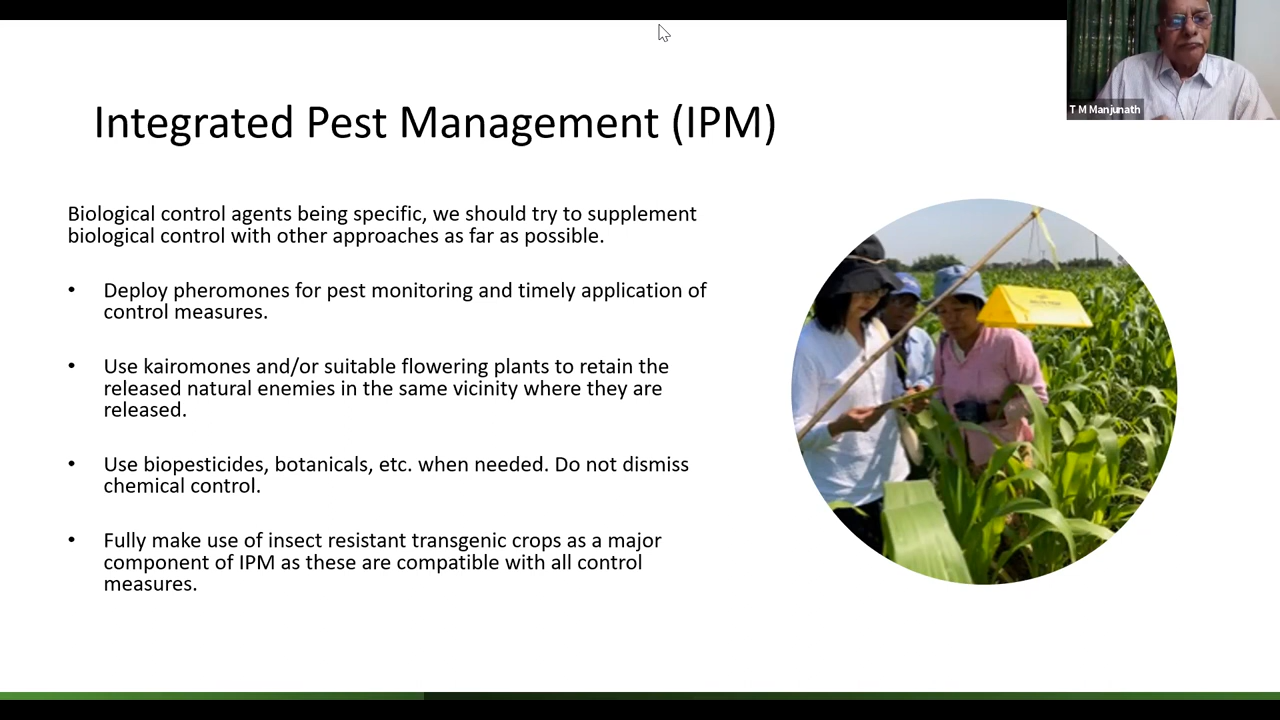 T M Manjunath
Integrated Pest Management (IPM)
Biological control agents being specific, we should try to supplement
biological control with other approaches as far as possible.
• Deploy pheromones for pest monitoring and timely application of
control measures.
• Use kairomones and/or suitable flowering plants to retain the
released natural enemies in the same vicinity where they are
released.
• Use biopesticides, botanicals, etc. when needed. Do not dismiss
chemical control.
• Fully make use of insect resistant transgenic crops as a major
component of IPM as these are compatible with all control
measures.